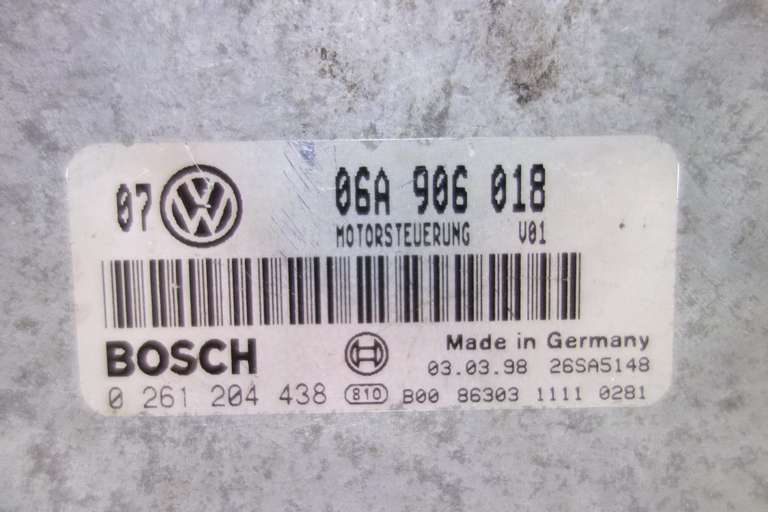 07 VW 06A 906 018
MOTORSTEUERUNG V01
BOSCH Made in Germany
03.03.98 26SA5148
0 261 204 438 810 B00 86303 1111 0281